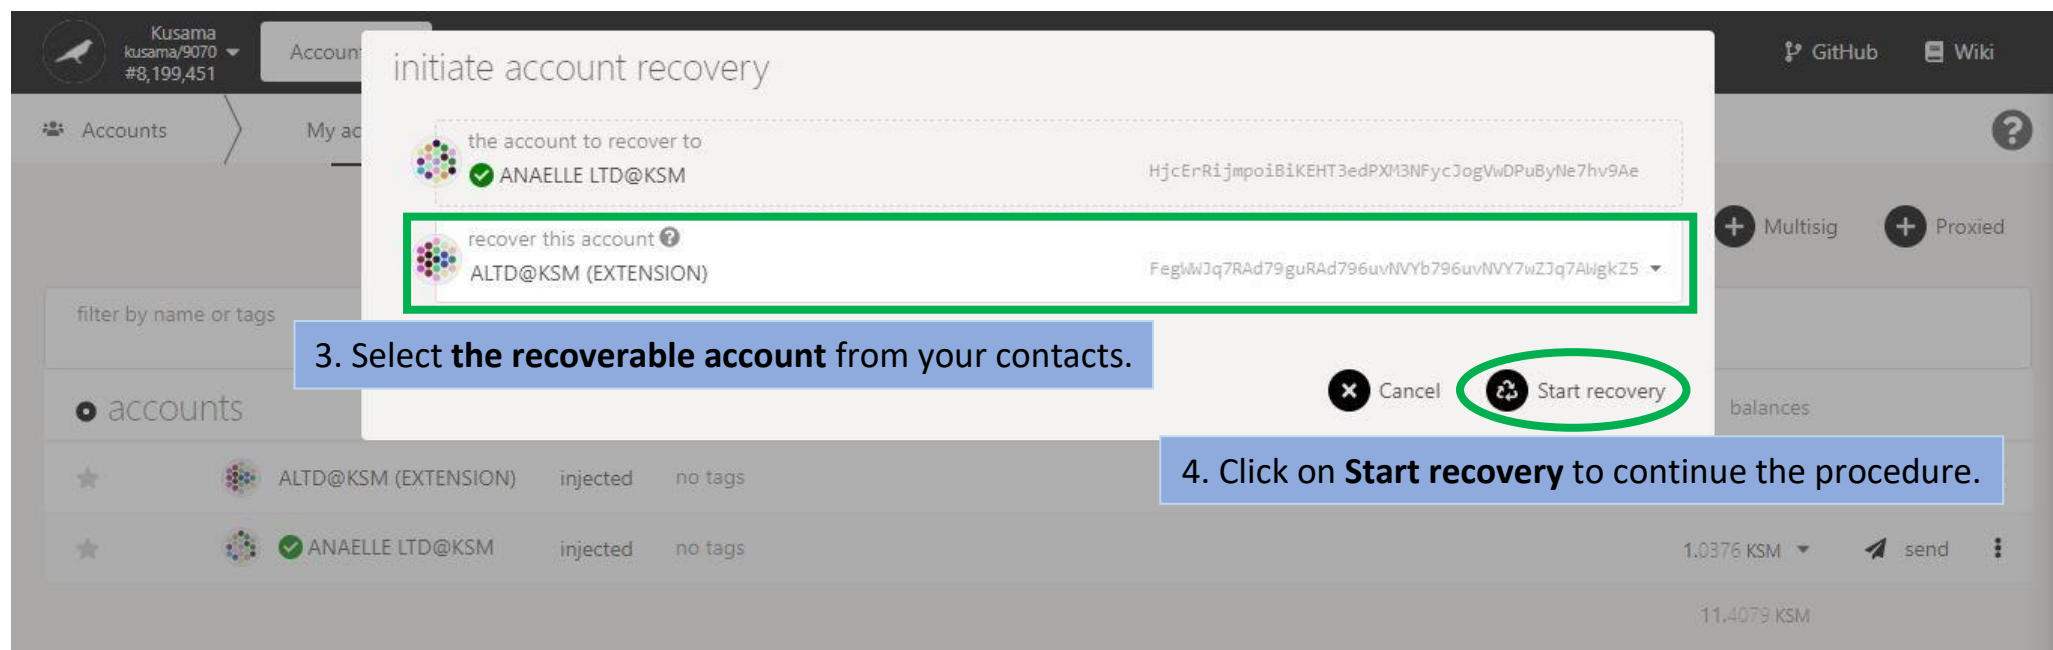 Kusama
kusama/9070
#8,199,451
Accoun
GitHub
Wiki
initiate account recovery
Accounts
My ac
the account to recover to
ANAELLE LTD@KSM
HjcErRijmpoiBiKEHT3edPXM3NFycJogVwDPuByNe7hv9Ae
recover this account
ALTD@KSM (EXTENSION)
FegWWJq7RAd79guRAd796uvNVYb796uvNVY7wZJq7AWgkZ5
Multisig
Proxied
filter by name or tags
3. Select the recoverable account from your contacts.
Cancel
Start recovery
accounts
balances
4. Click on Start recovery to continue the procedure.
ALTD@KSM (EXTENSION) injected no tags
ANAELLE LTD@KSM injected no tags 1.0376 KSM send
11.4079 KSM